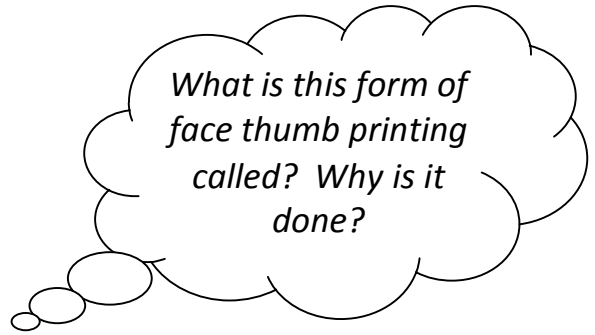 What is this form of
face thumb printing
called? Why is it
done?